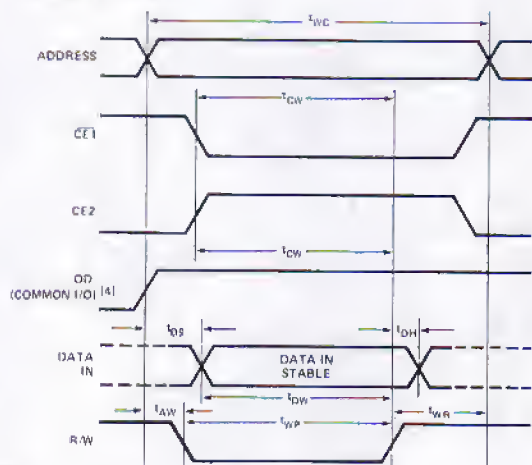 tWC
ADDRESS
tCW
CE1
CE2
tCW
OD
(COMMON I/O) [4]
tDS
tDH
DATA
IN
DATA IN
STABLE
tDW
tAW
tWP
tWR
R/W